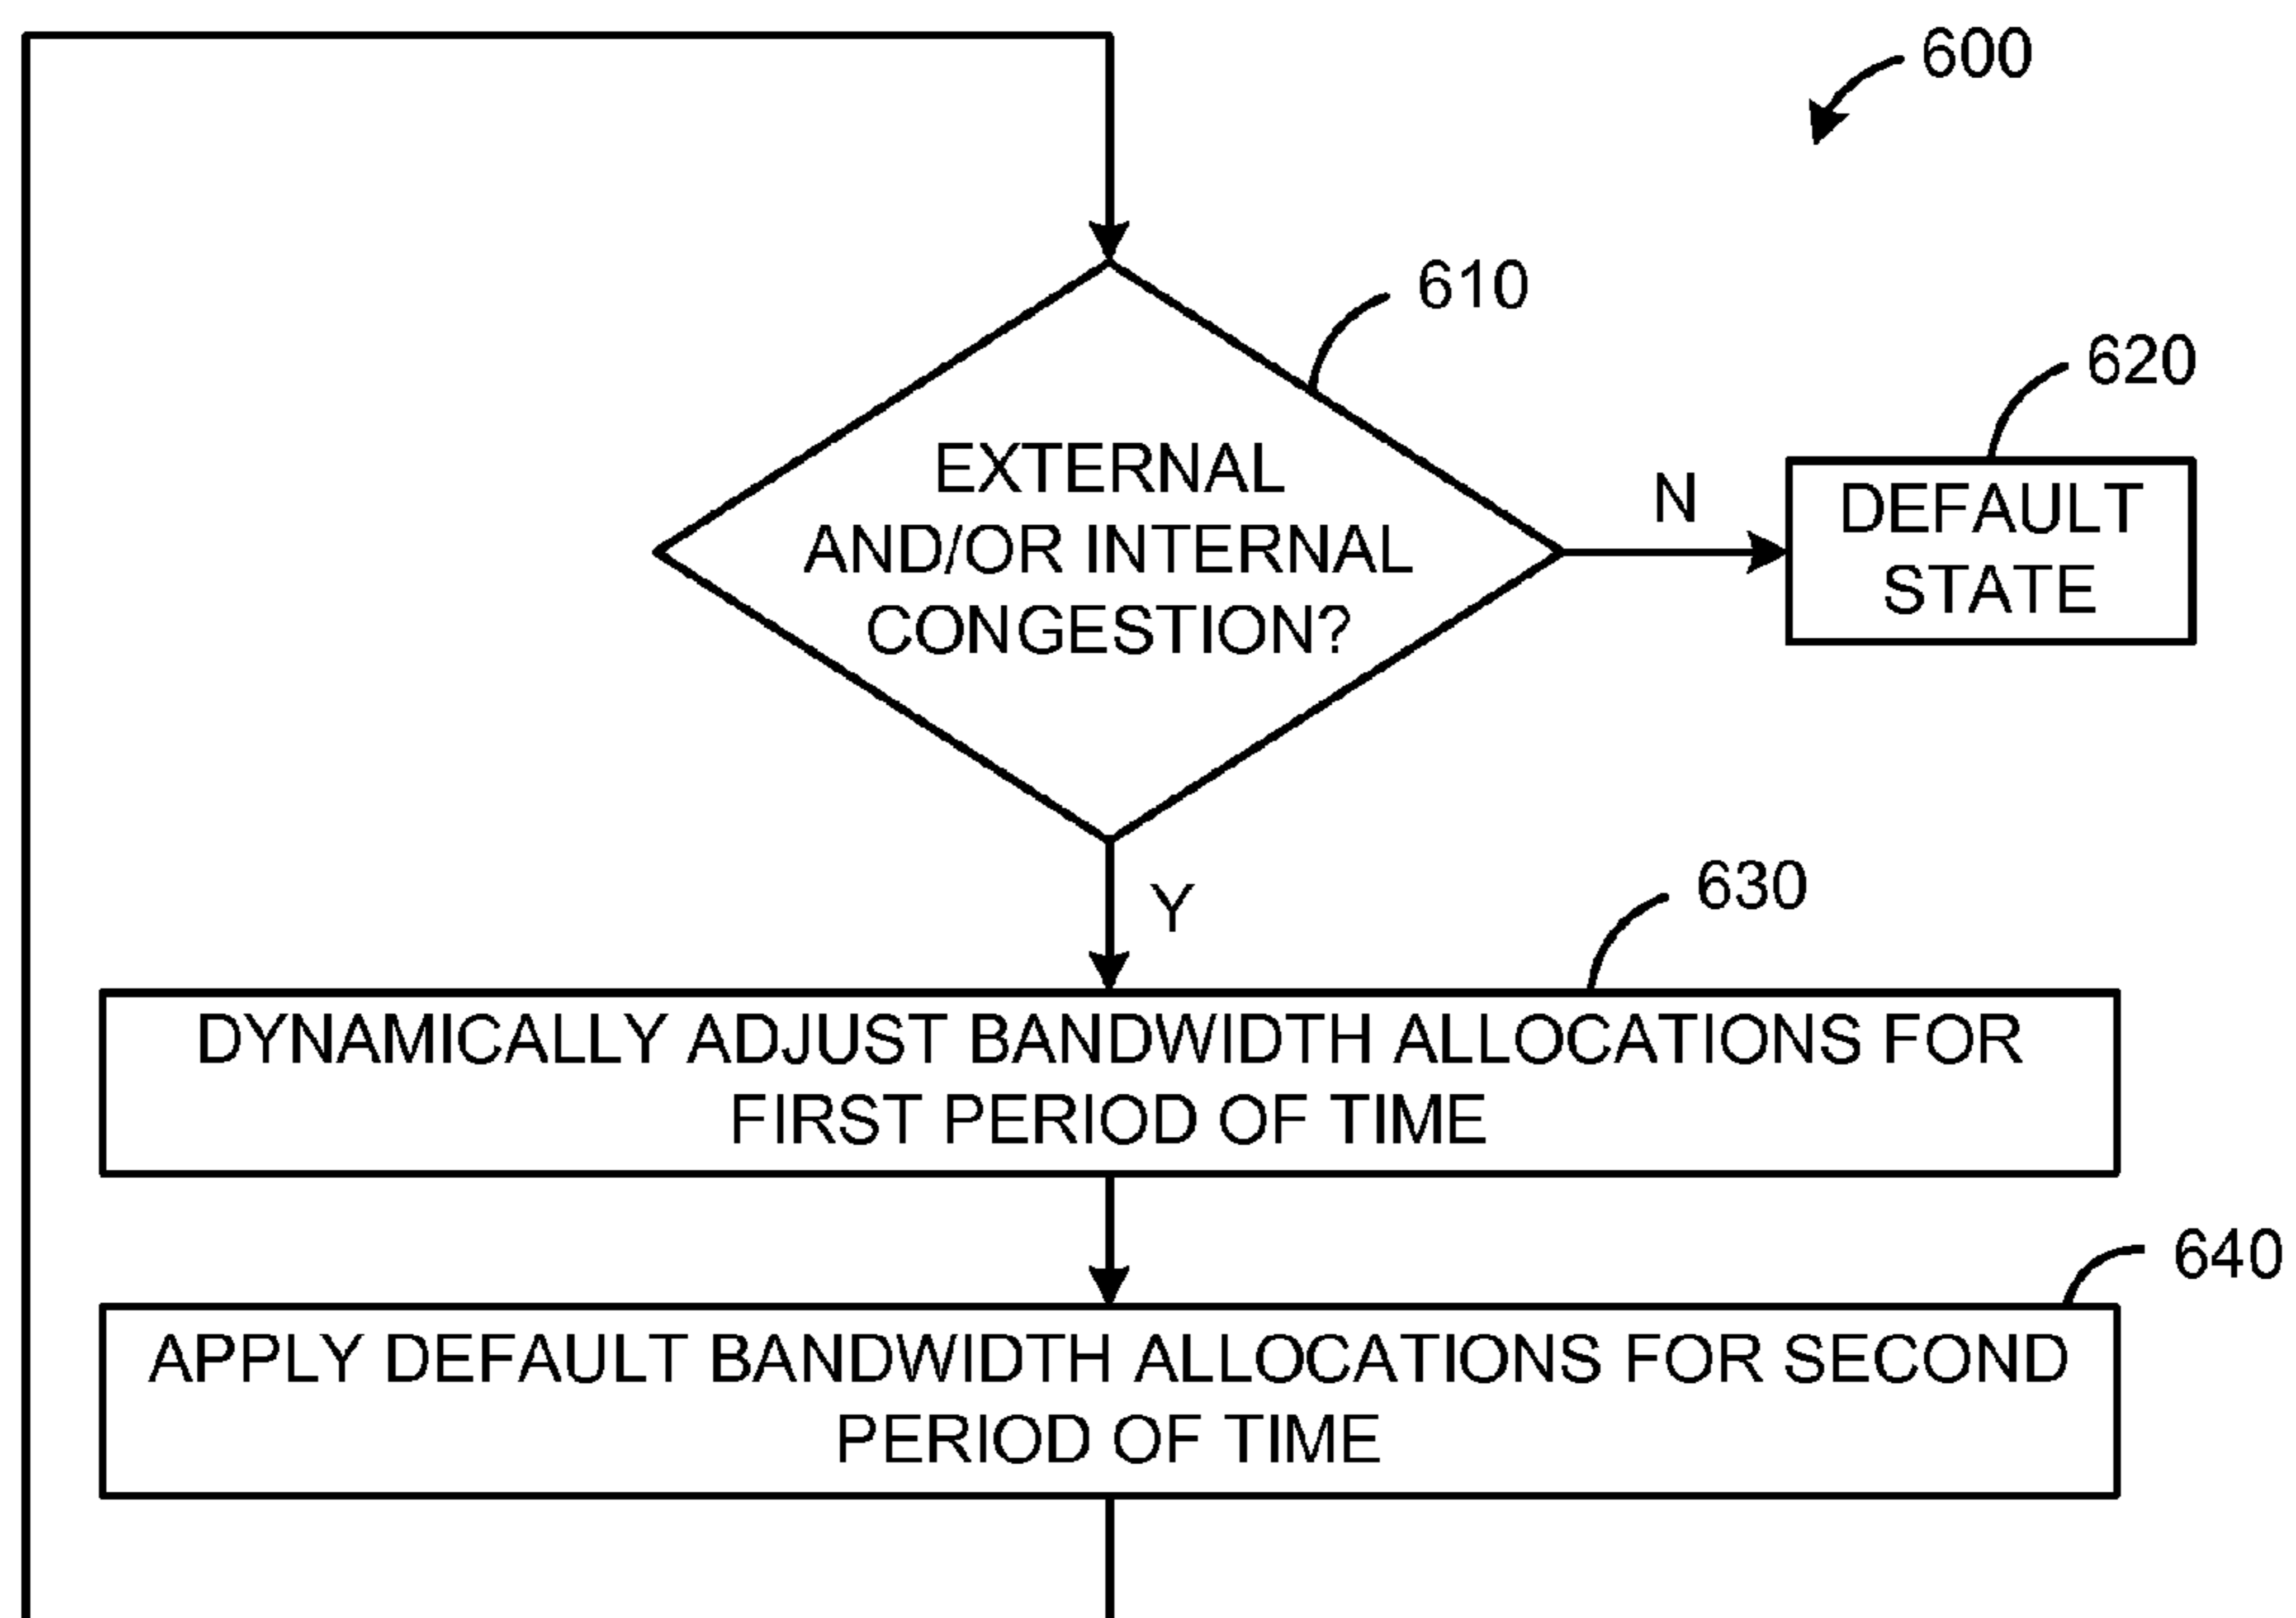 600
610
620
EXTERNAL
AND/OR INTERNAL
CONGESTION?
N
DEFAULT
STATE
Y
630
DYNAMICALLY ADJUST BANDWIDTH ALLOCATIONS FOR
FIRST PERIOD OF TIME
640
APPLY DEFAULT BANDWIDTH ALLOCATIONS FOR SECOND
PERIOD OF TIME